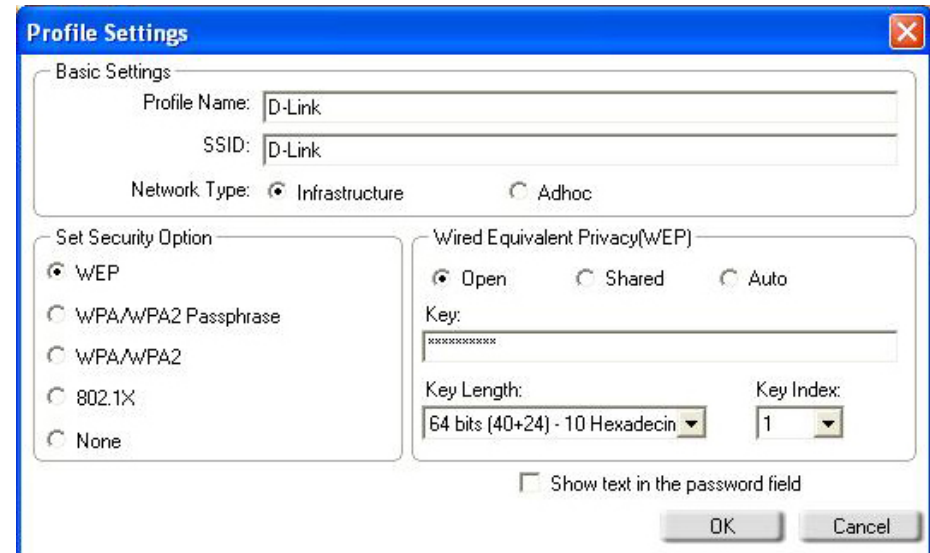 Profile Settings
Basic Settings
Profile Name: D-Link
SSID: D-Link
Network Type: Infrastructure Adhoc
Set Security Option
WEP
WPA/WPA2 Passphrase
WPA/WPA2
802.1X
None
Wired Equivalent Privacy(WEP)
Open Shared Auto
Key:
**********
Key Length: Key Index:
64 bits (40+24) - 10 Hexadecin 1
Show text in the password field
OK Cancel